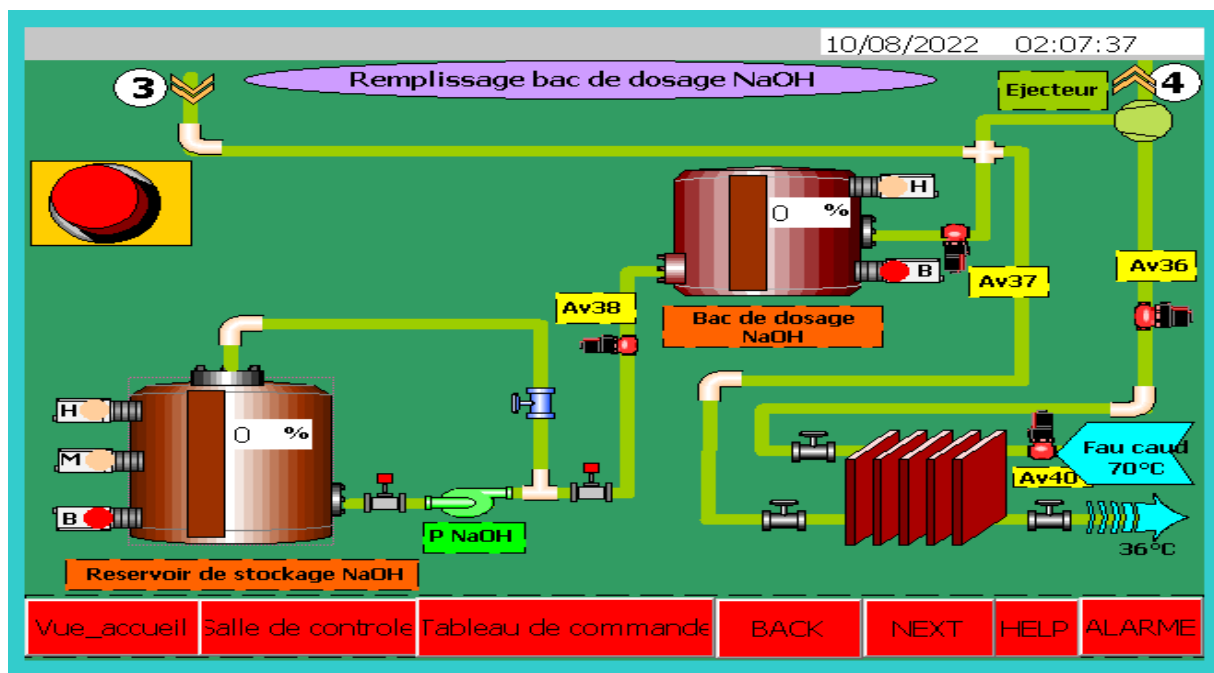 10/08/2022 02:07:37
3
Remplissage bac de dosage NaOH
Ejecteur
4
H
0 %
B
Av37
Av36
Av38
Bac de dosage
NaOH
H
0 %
M
B
P NaOH
Fau caud
70°C
Av40
36°C
Reservoir de stockage NaOH
Vue_accueil
Salle de controle
Tableau de commande
BACK
NEXT
HELP
ALARME